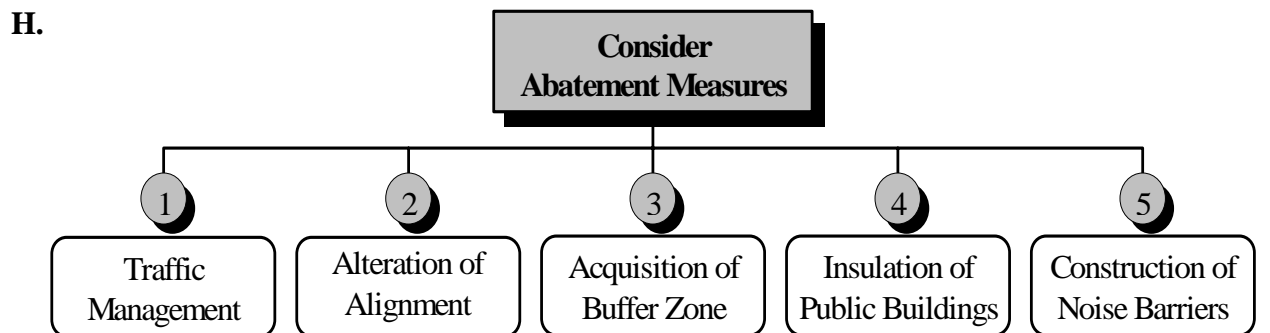 H.
Consider
Abatement Measures
1
Traffic
Management
2
Alteration of
Alignment
3
Acquisition of
Buffer Zone
4
Insulation of
Public Buildings
5
Construction of
Noise Barriers